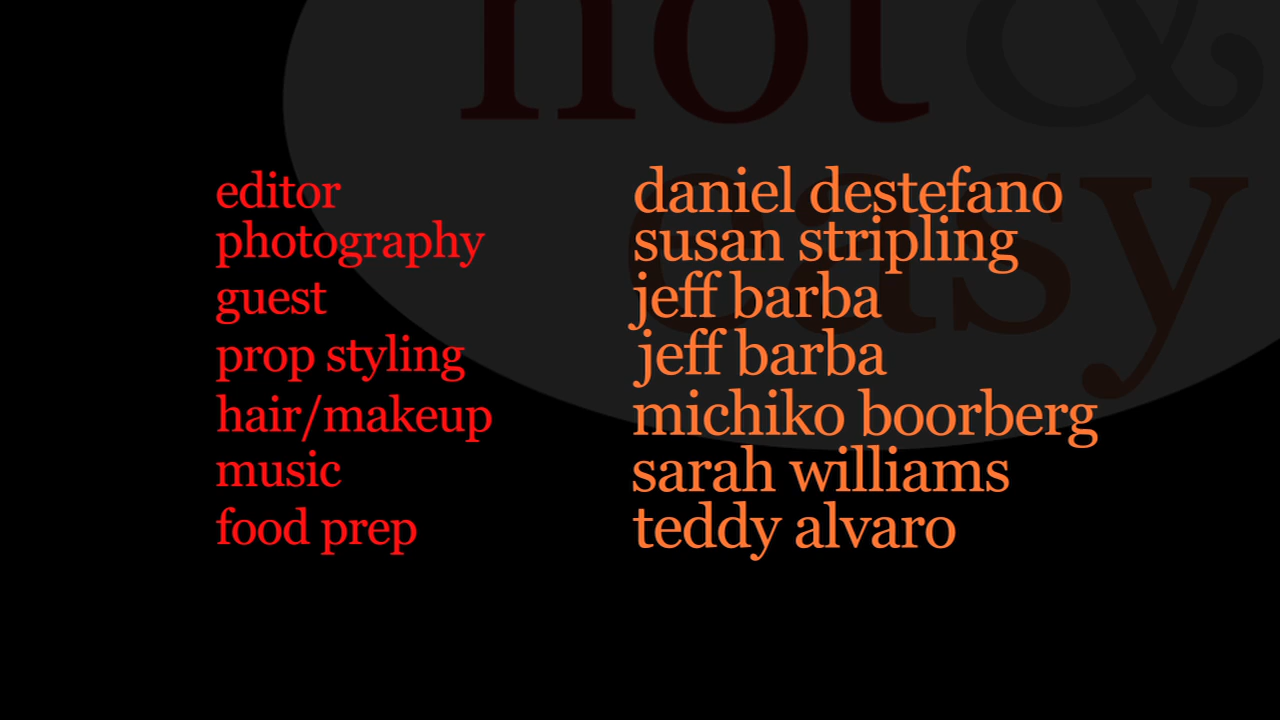 hot &
easy
editor daniel destefano
photography susan stripling
guest jeff barba
prop styling jeff barba
hair/makeup michiko boorberg
music sarah williams
food prep teddy alvaro